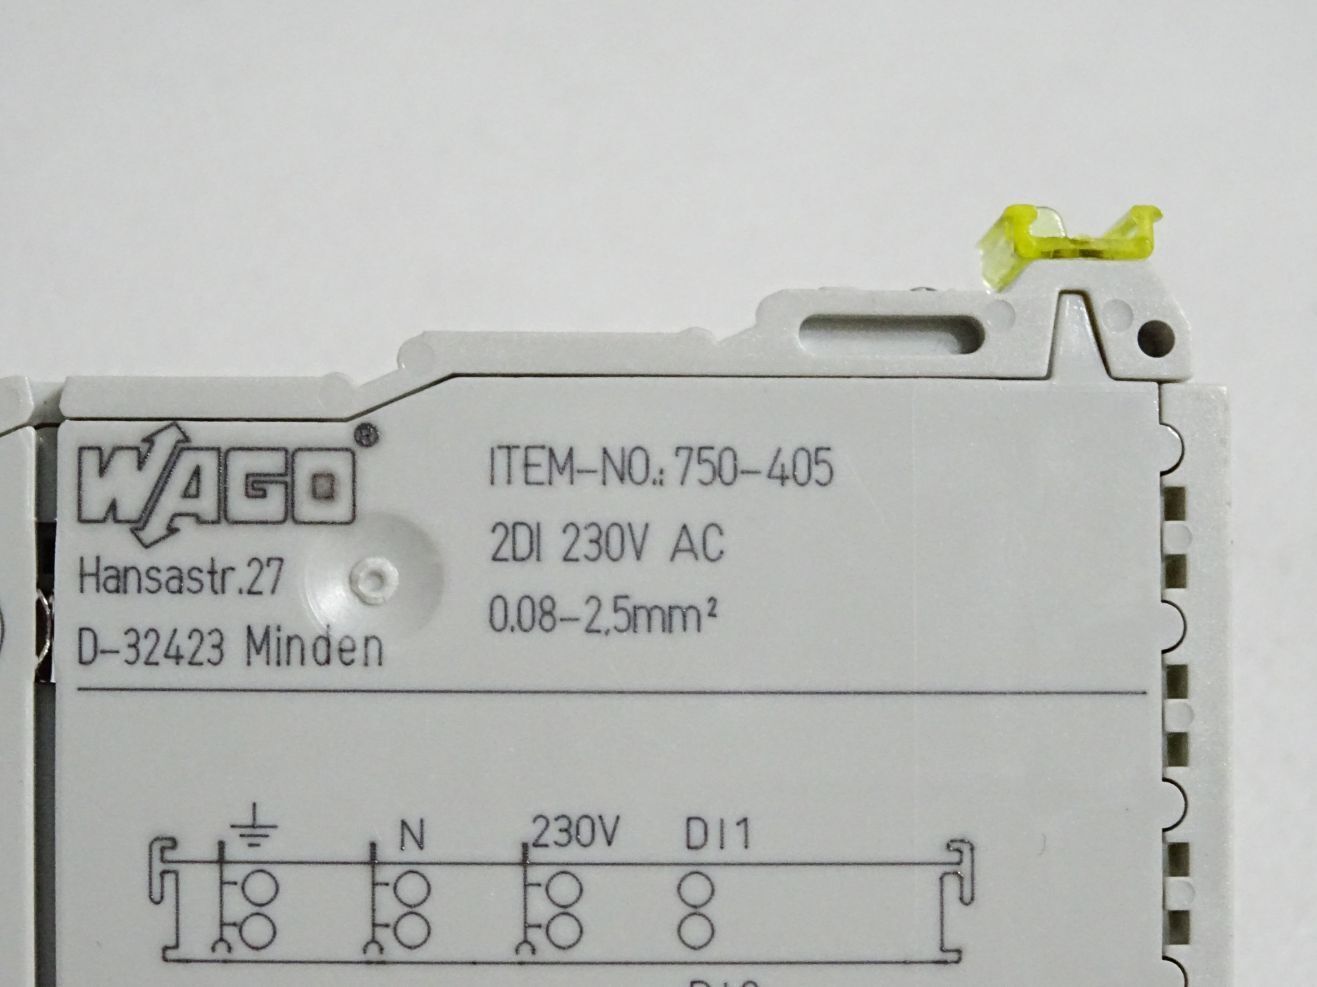 WAGO®
Hansastr.27
D-32423 Minden
ITEM-NO.: 750-405
2DI 230V AC
0.08-2,5mm²
N 230V DI1